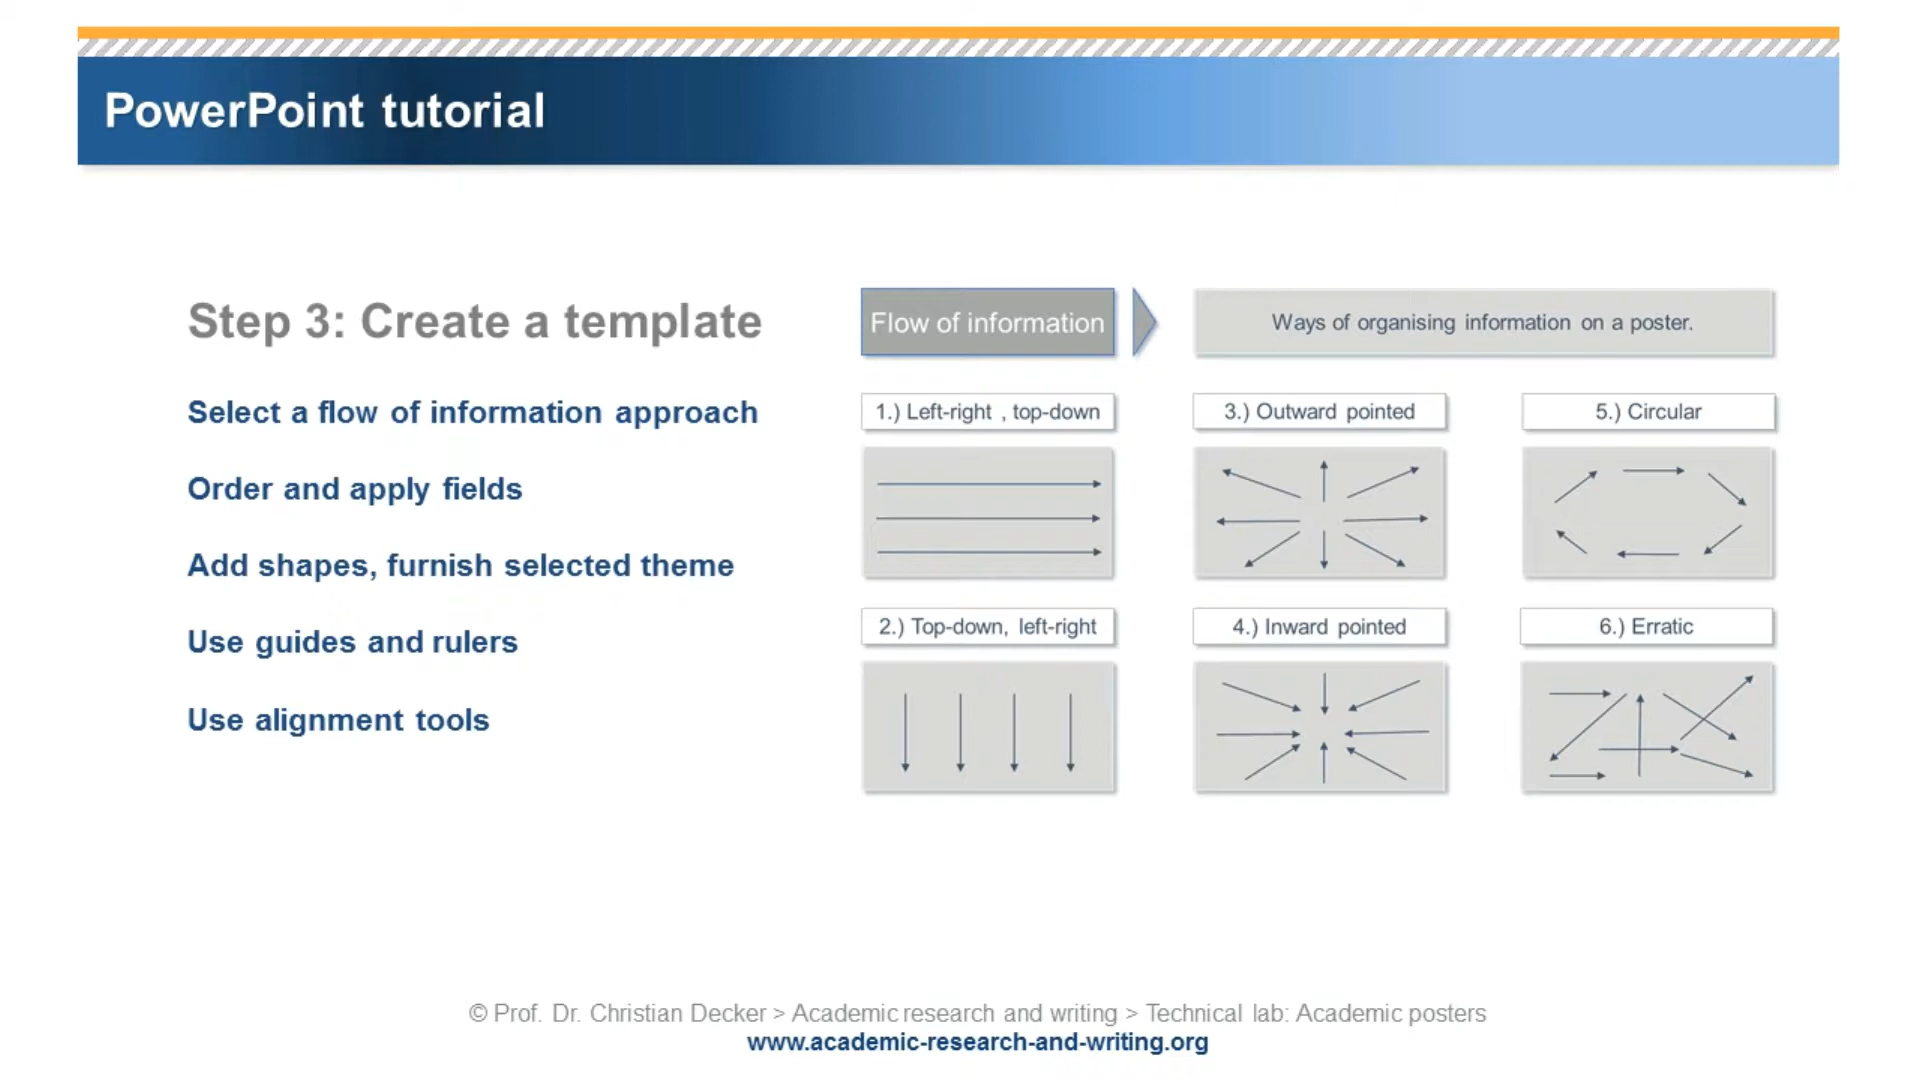 PowerPoint tutorial
Step 3: Create a template
Select a flow of information approach
Order and apply fields
Add shapes, furnish selected theme
Use guides and rulers
Use alignment tools
Flow of information
Ways of organising information on a poster.
1.) Left-right , top-down
3.) Outward pointed
5.) Circular
2.) Top-down, left-right
4.) Inward pointed
6.) Erratic
© Prof. Dr. Christian Decker > Academic research and writing > Technical lab: Academic posters
www.academic-research-and-writing.org